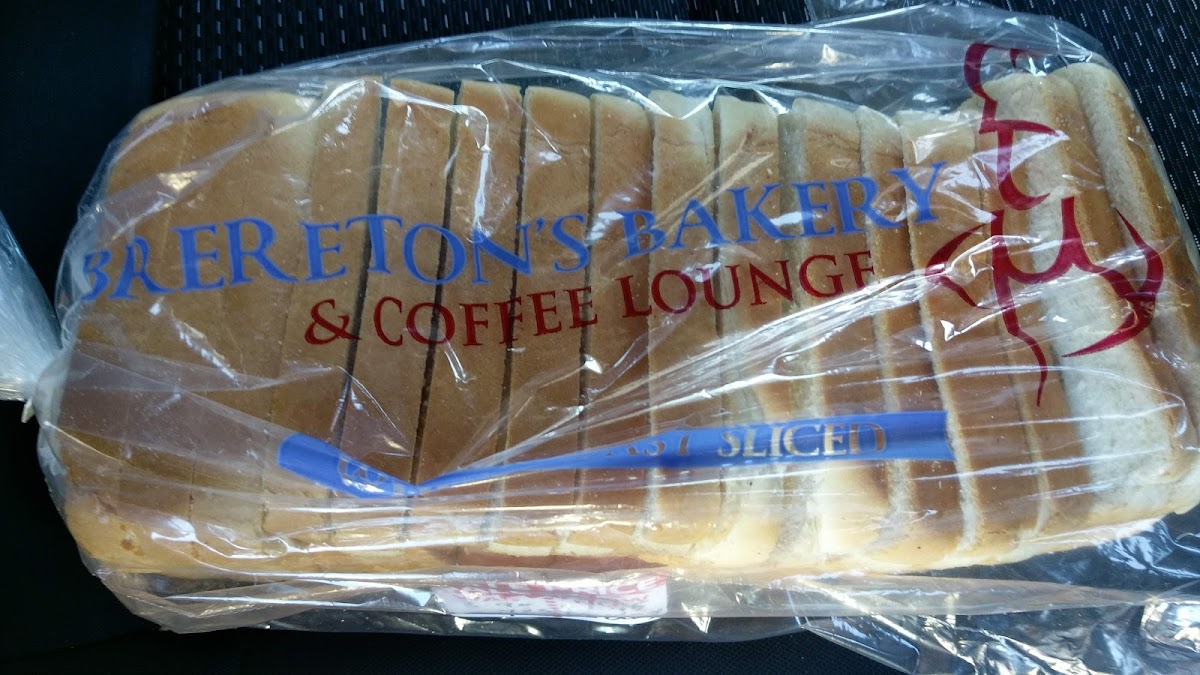 BRERETON'S BAKERY
& COFFEE LOUNGE
SLICED